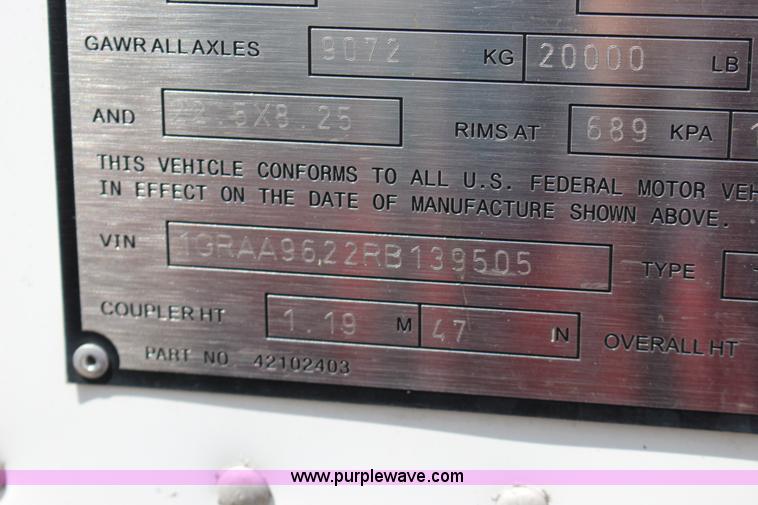 GAWR ALL AXLES 9072 KG 20000 LB
AND 22.5X8.25 RIMS AT 689 KPA
THIS VEHICLE CONFORMS TO ALL U.S. FEDERAL MOTOR VEH
IN EFFECT ON THE DATE OF MANUFACTURE SHOWN ABOVE.
VIN 1GRAA9622RB139505 TYPE
COUPLER HT 1.19 M 47 IN OVERALL HT
PART NO. 42102403
www.purplewave.com